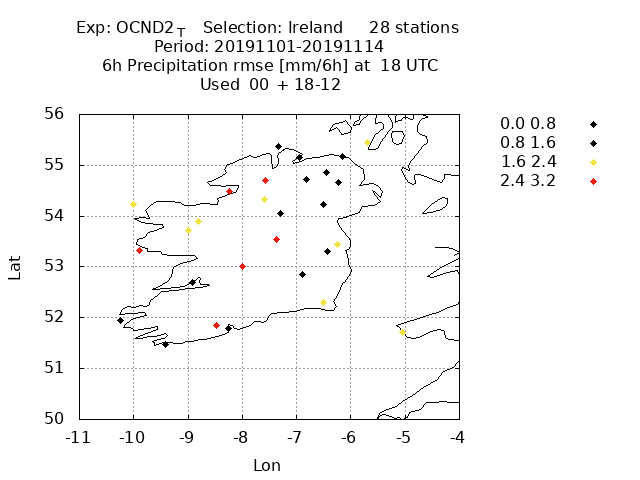 Exp: OCND2T Selection: Ireland 28 stations
Period: 20191101-20191114
6h Precipitation rmse [mm/6h] at 18 UTC
Used 00 + 18-12
0.0 0.8
0.8 1.6
1.6 2.4
2.4 3.2
56
55
54
53
52
51
50
Lat
-11 -10 -9 -8 -7 -6 -5 -4
Lon